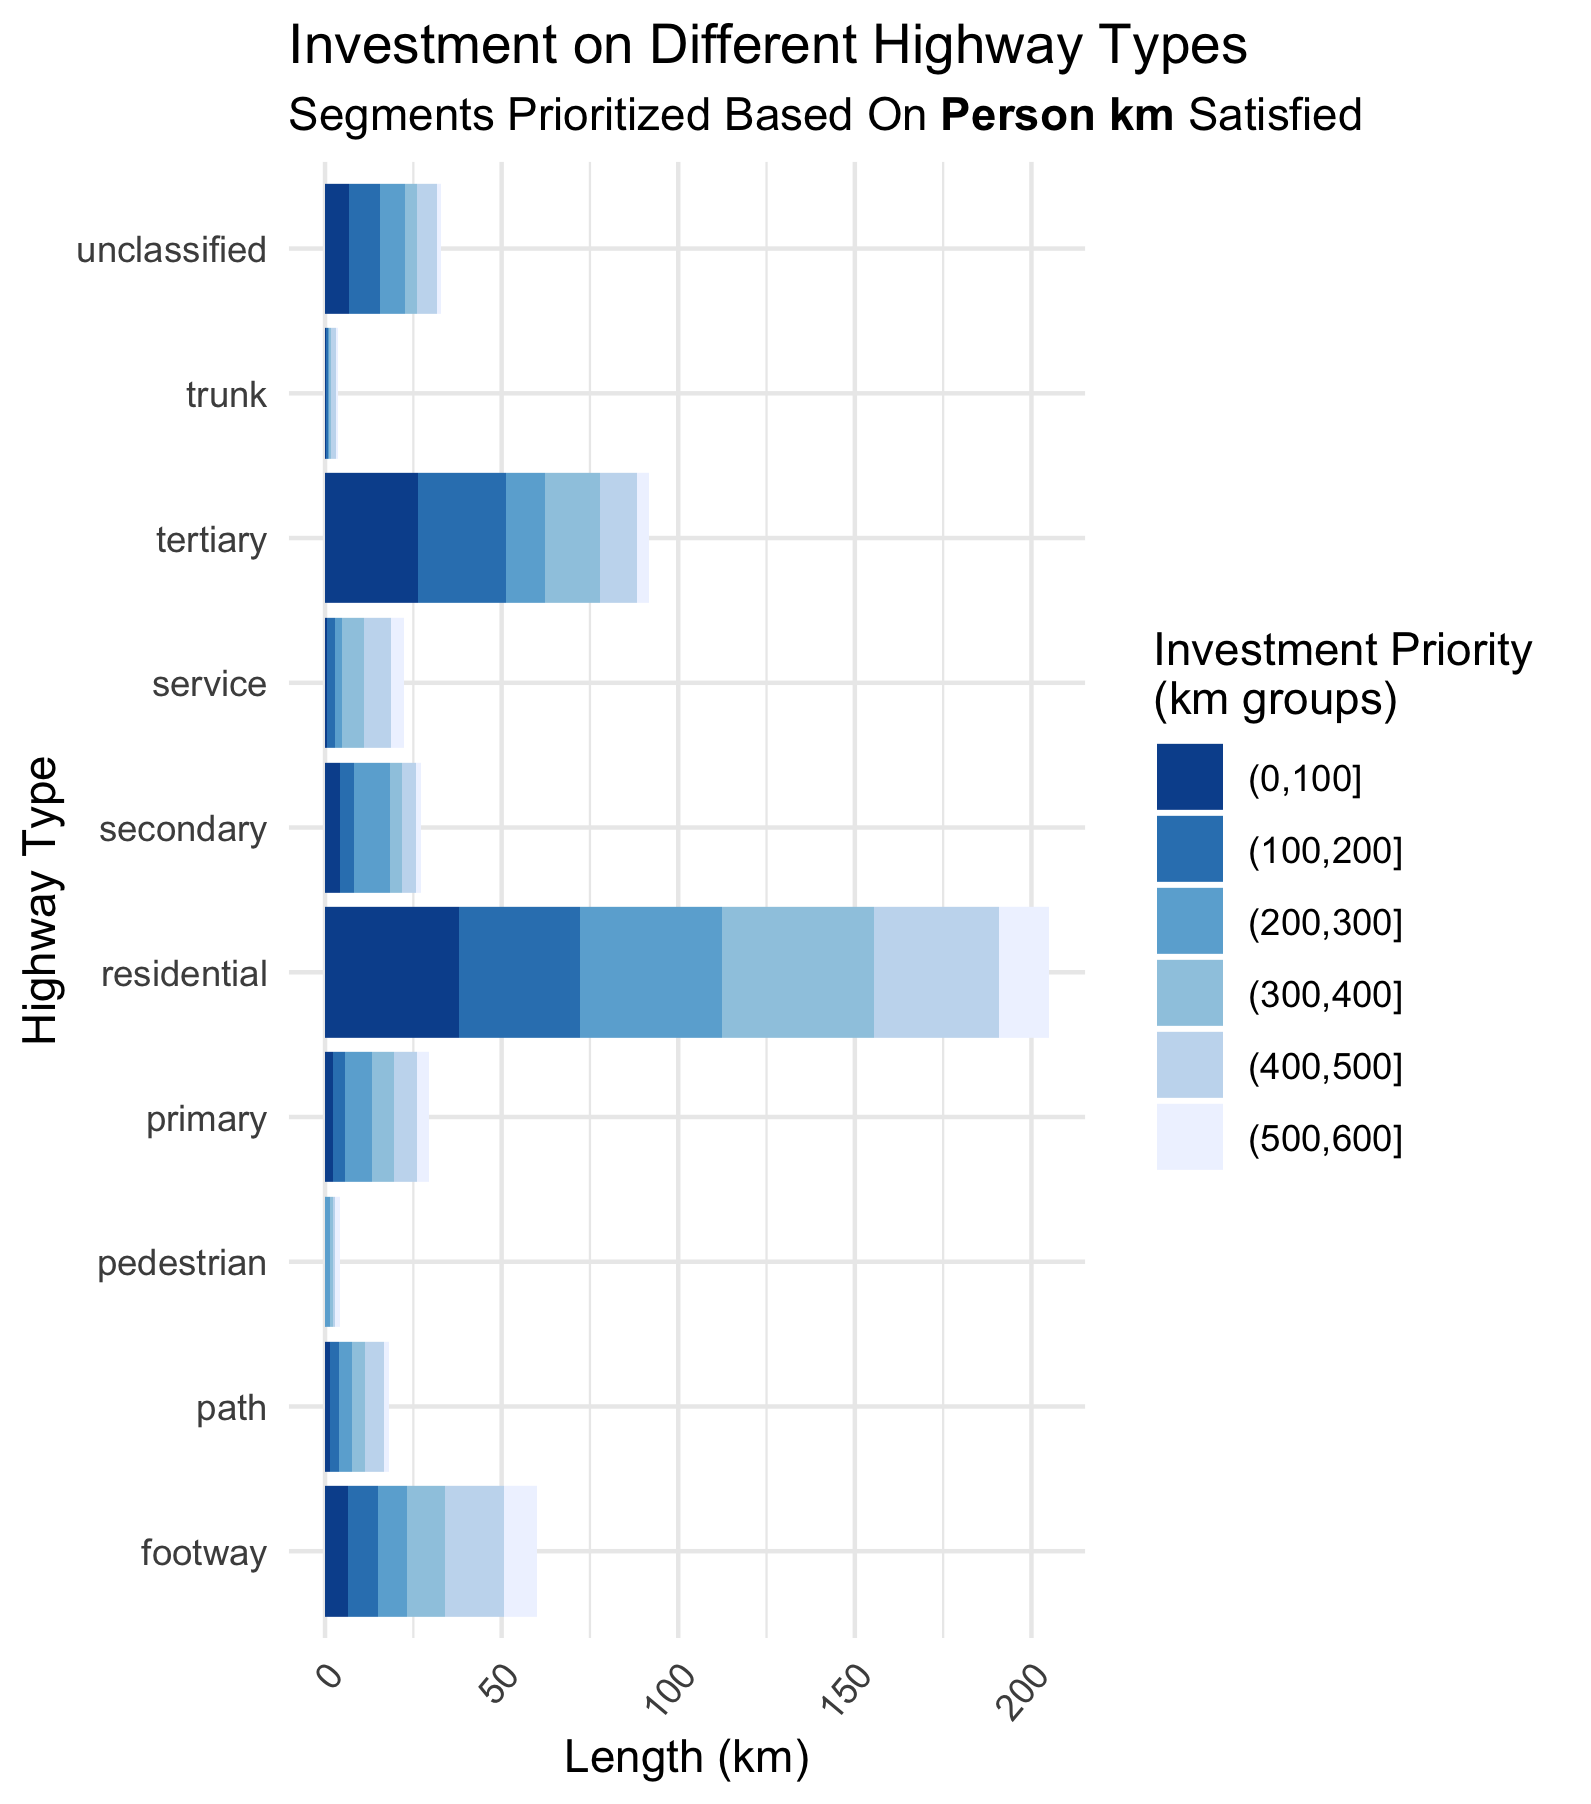 Investment on Different Highway Types
Segments Prioritized Based On Person km Satisfied
Highway Type
unclassified
trunk
tertiary
service
secondary
residential
primary
pedestrian
path
footway
0
50
100
150
200
Length (km)
Investment Priority
(km groups)
(0,100]
(100,200]
(200,300]
(300,400]
(400,500]
(500,600]